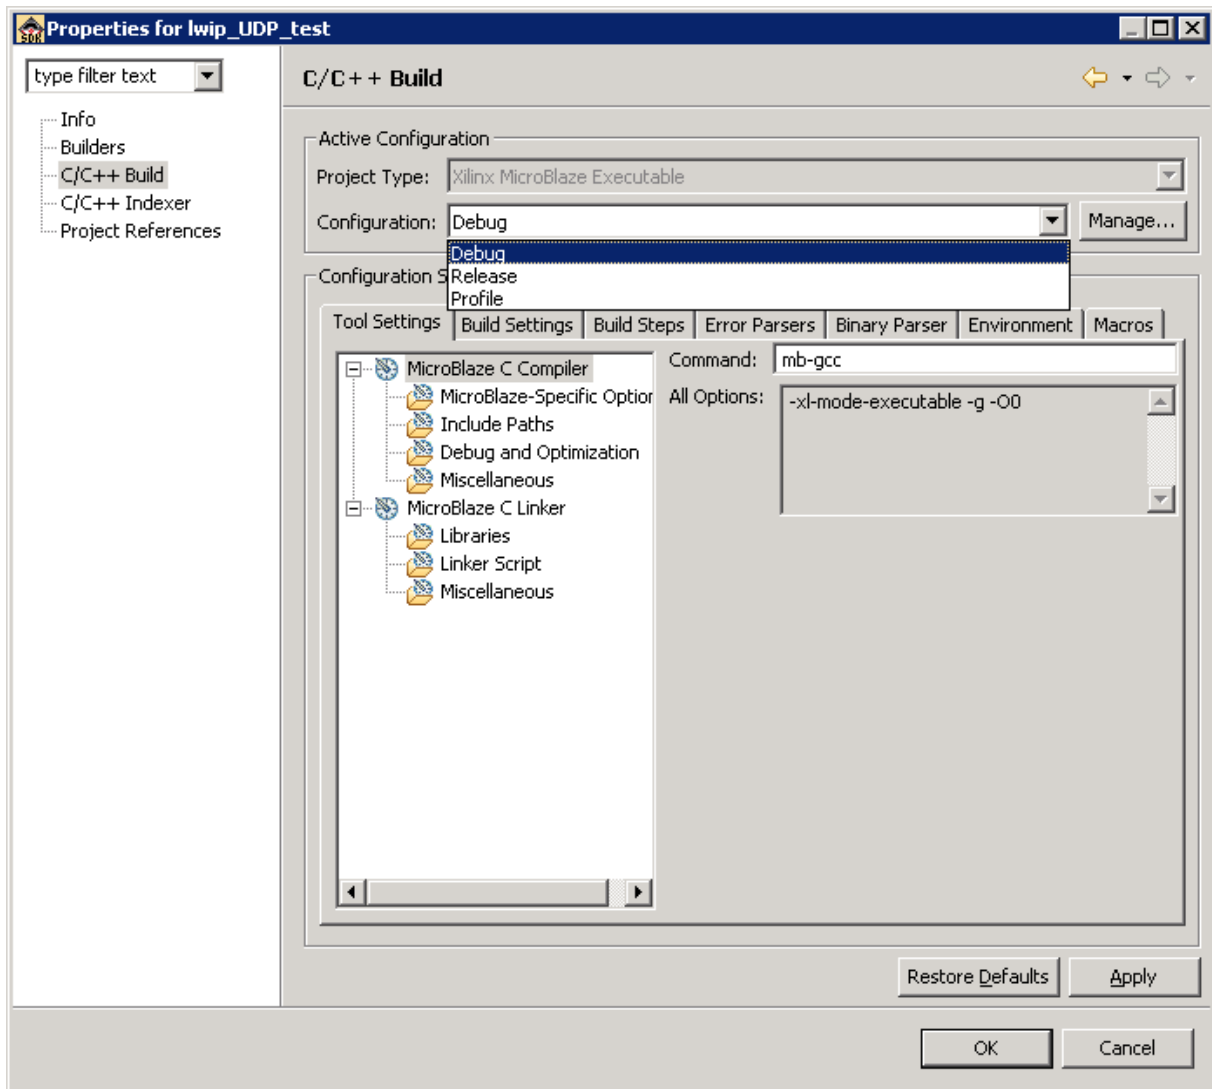 Properties for lwip_UDP_test
type filter text
Info
Builders
C/C++ Build
C/C++ Indexer
Project References
C/C++ Build
Active Configuration
Project Type: Xilinx MicroBlaze Executable
Configuration: Debug Manage...
Debug
Release
Profile
Configuration S
Tool Settings Build Settings Build Steps Error Parsers Binary Parser Environment Macros
MicroBlaze C Compiler
MicroBlaze-Specific Option
Include Paths
Debug and Optimization
Miscellaneous
MicroBlaze C Linker
Libraries
Linker Script
Miscellaneous
Command: mb-gcc
All Options: -xl-mode-executable -g -O0
Restore Defaults Apply
OK Cancel